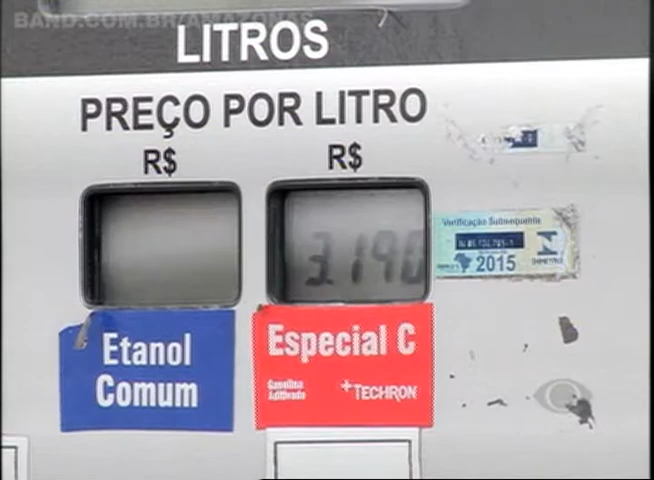 BAND.COM.BR/AMAZONAS
LITROS
PREÇO POR LITRO
R$ R$
3.190
Verificação Subsequente
2015
INMETRO
Etanol
Comum
Especial C
Gasolina
Aditivada
+TECHRON